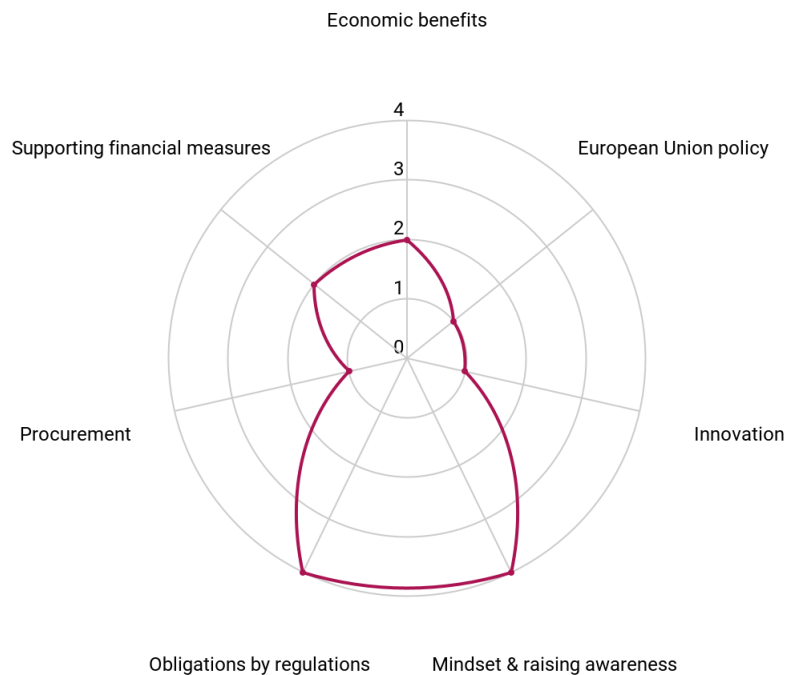 Economic benefits
4
Supporting financial measures
European Union policy
3
2
1
0
Procurement
Innovation
Obligations by regulations
Mindset & raising awareness